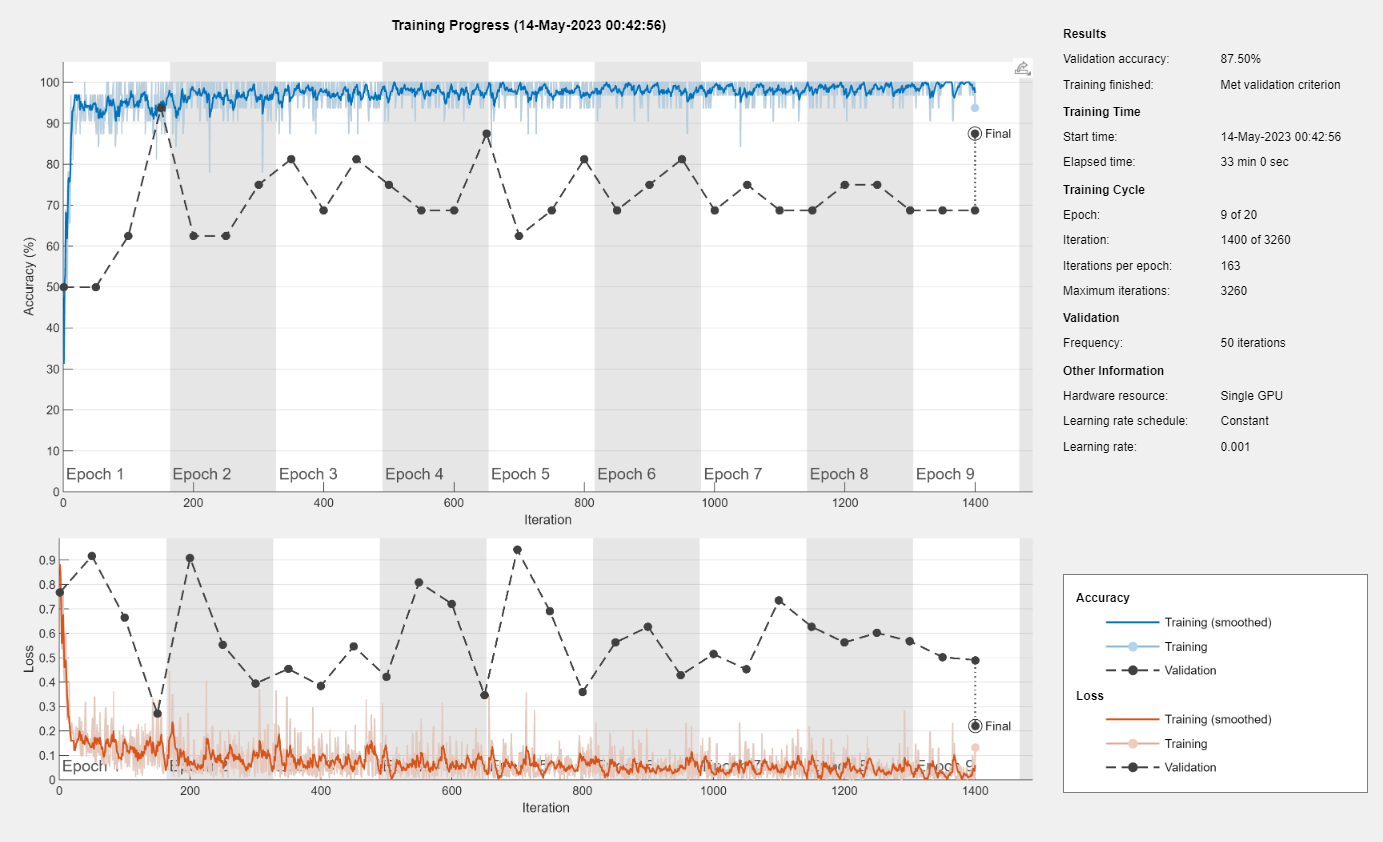 Training Progress (14-May-2023 00:42:56)
100
90
80
70
60
50
40
30
20
10
0
Accuracy (%)
Final
Epoch 1
Epoch 2
Epoch 3
Epoch 4
Epoch 5
Epoch 6
Epoch 7
Epoch 8
Epoch 9
0
200
400
600
800
1000
1200
1400
Iteration
0.9
0.8
0.7
0.6
0.5
0.4
0.3
0.2
0.1
0
Loss
Final
Epoch
0
200
400
600
800
1000
1200
1400
Iteration
Results
Validation accuracy: 87.50%
Training finished: Met validation criterion
Training Time
Start time: 14-May-2023 00:42:56
Elapsed time: 33 min 0 sec
Training Cycle
Epoch: 9 of 20
Iteration: 1400 of 3260
Iterations per epoch: 163
Maximum iterations: 3260
Validation
Frequency: 50 iterations
Other Information
Hardware resource: Single GPU
Learning rate schedule: Constant
Learning rate: 0.001
Accuracy
Training (smoothed)
Training
Validation
Loss
Training (smoothed)
Training
Validation